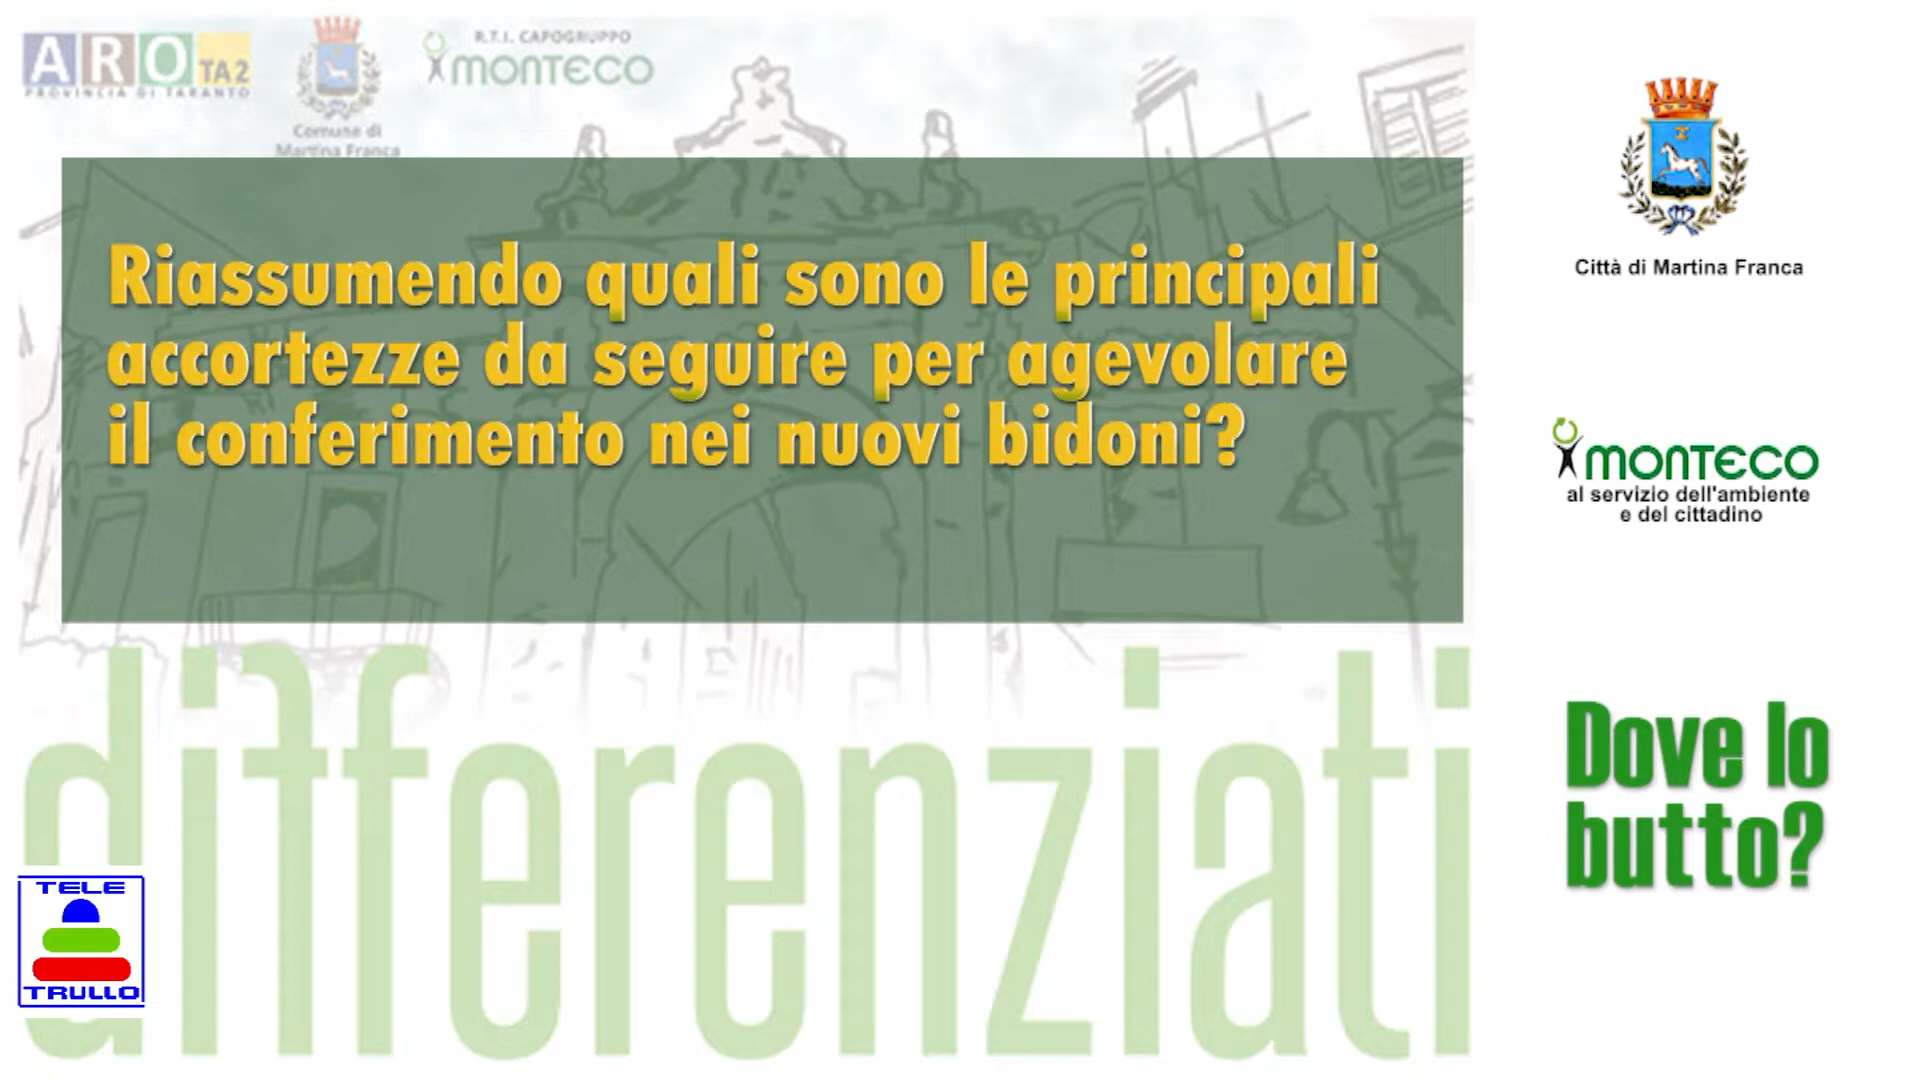 ARO TA2
PROVINCIA DI TARANTO
Comune di
Martina Franca
R.T.I. CAPOGRUPPO
MONTECO
Riassumendo quali sono le principali
accortezze da seguire per agevolare
il conferimento nei nuovi bidoni?
differenziati
TELE
TRULLO
Città di Martina Franca
MONTECO
al servizio dell'ambiente
e del cittadino
Dove lo
butto?